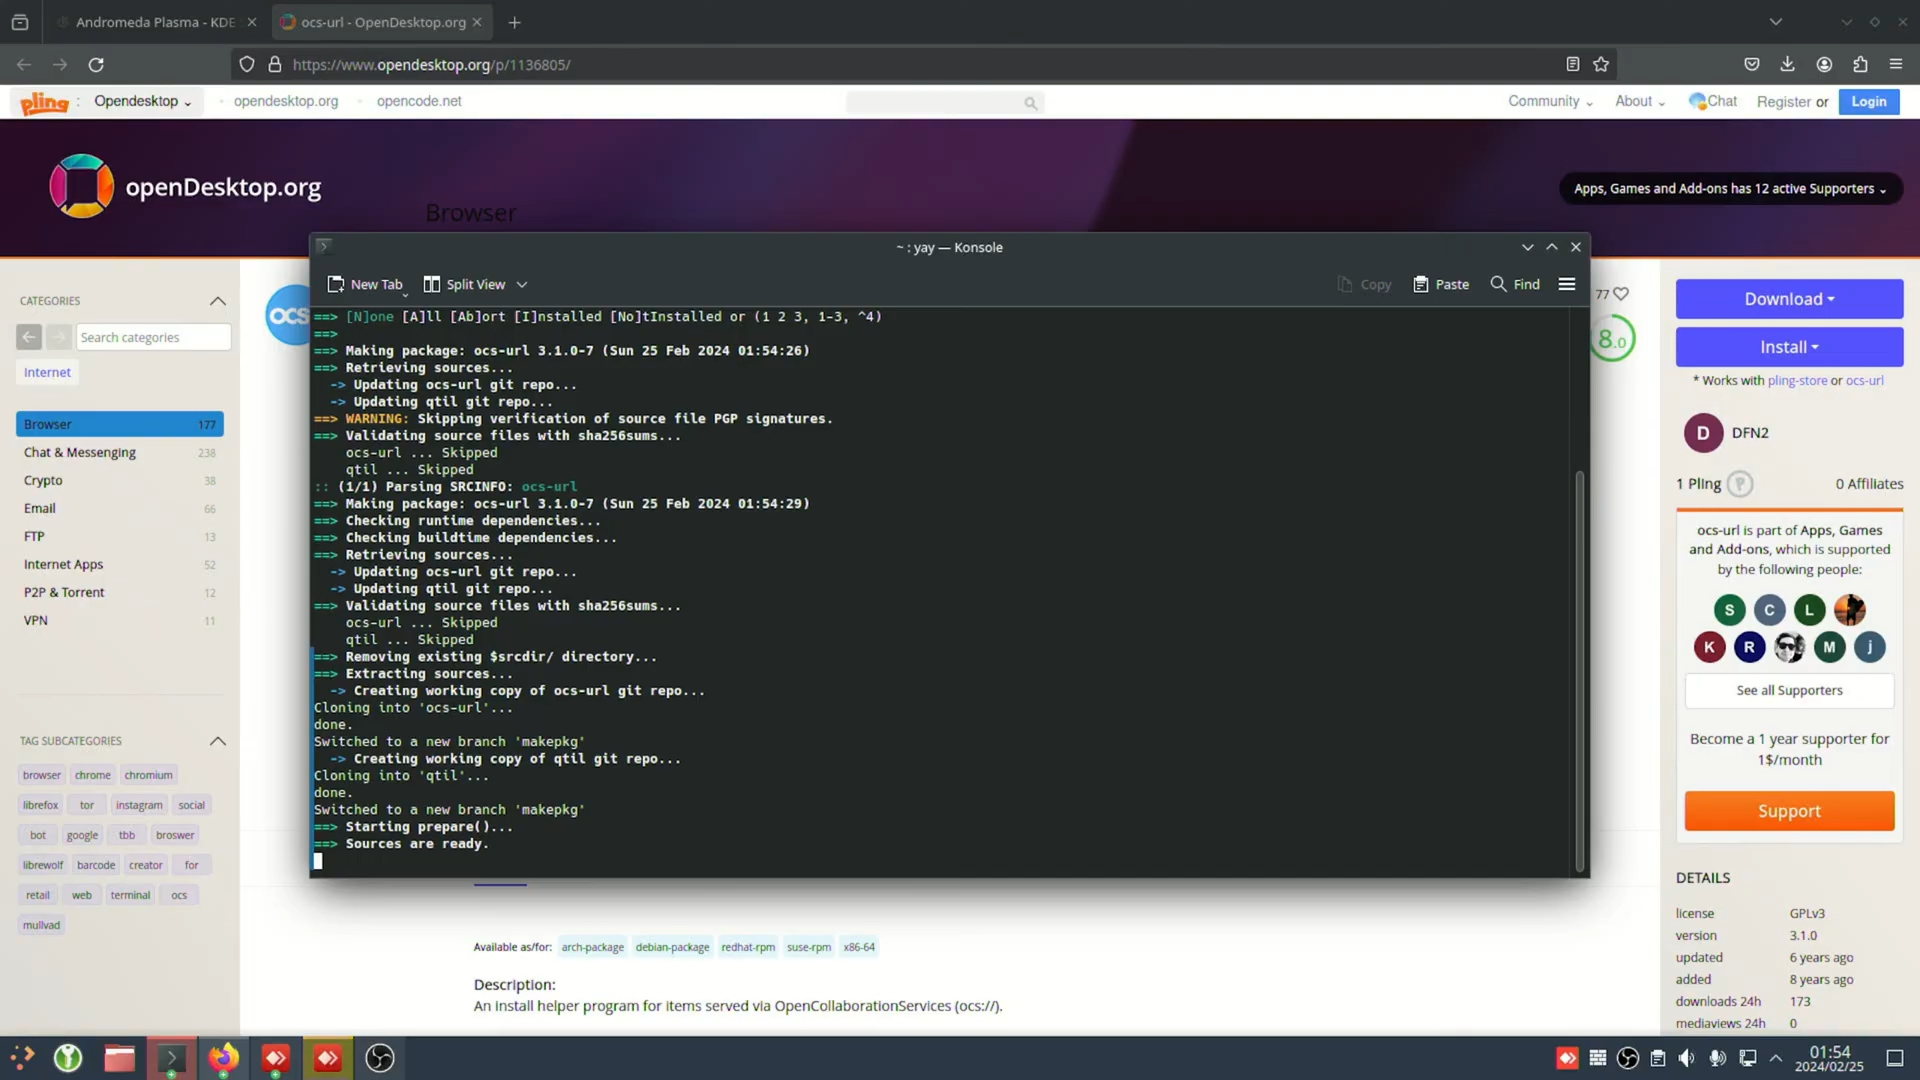 Andromeda Plasma - KDE
ocs-url - OpenDesktop.org
https://www.opendesktop.org/p/1136805/
pling : Opendesktop
opendesktop.org
opencode.net
Community
About
Chat
Register or
Login
openDesktop.org
Browser
Apps, Games and Add-ons has 12 active Supporters
~ : yay — Konsole
New Tab
Split View
Copy
Paste
Find
==> [N]one [A]ll [Ab]ort [I]nstalled [No]tInstalled or (1 2 3, 1-3, ^4)
==>
==> Making package: ocs-url 3.1.0-7 (Sun 25 Feb 2024 01:54:26)
==> Retrieving sources...
-> Updating ocs-url git repo...
-> Updating qtil git repo...
==> WARNING: Skipping verification of source file PGP signatures.
==> Validating source files with sha256sums...
ocs-url ... Skipped
qtil ... Skipped
:: (1/1) Parsing SRCINFO: ocs-url
==> Making package: ocs-url 3.1.0-7 (Sun 25 Feb 2024 01:54:29)
==> Checking runtime dependencies...
==> Checking buildtime dependencies...
==> Retrieving sources...
-> Updating ocs-url git repo...
-> Updating qtil git repo...
==> Validating source files with sha256sums...
ocs-url ... Skipped
qtil ... Skipped
==> Removing existing $srcdir/ directory...
==> Extracting sources...
-> Creating working copy of ocs-url git repo...
Cloning into 'ocs-url'...
done.
Switched to a new branch 'makepkg'
-> Creating working copy of qtil git repo...
Cloning into 'qtil'...
done.
Switched to a new branch 'makepkg'
==> Starting prepare()...
==> Sources are ready.
CATEGORIES
Search categories
Internet
Browser 177
Chat & Messenging 238
Crypto 38
Email 66
FTP 13
Internet Apps 52
P2P & Torrent 12
VPN 11
TAG SUBCATEGORIES
browser chrome chromium
librefox tor instagram social
bot google tbb broswer
librewolf barcode creator for
retail web terminal ocs
mullvad
OCS
77
8.0
Download
Install
* Works with pling-store or ocs-url
D DFN2
1 Pling P 0 Affiliates
ocs-url is part of Apps, Games
and Add-ons, which is supported
by the following people:
S C L
K R M j
See all Supporters
Become a 1 year supporter for
1$/month
Support
DETAILS
license GPLv3
version 3.1.0
updated 6 years ago
added 8 years ago
downloads 24h 173
mediaviews 24h 0
Available as/for: arch-package debian-package redhat-rpm suse-rpm x86-64
Description:
An install helper program for items served via OpenCollaborationServices (ocs://).
01:54
2024/02/25